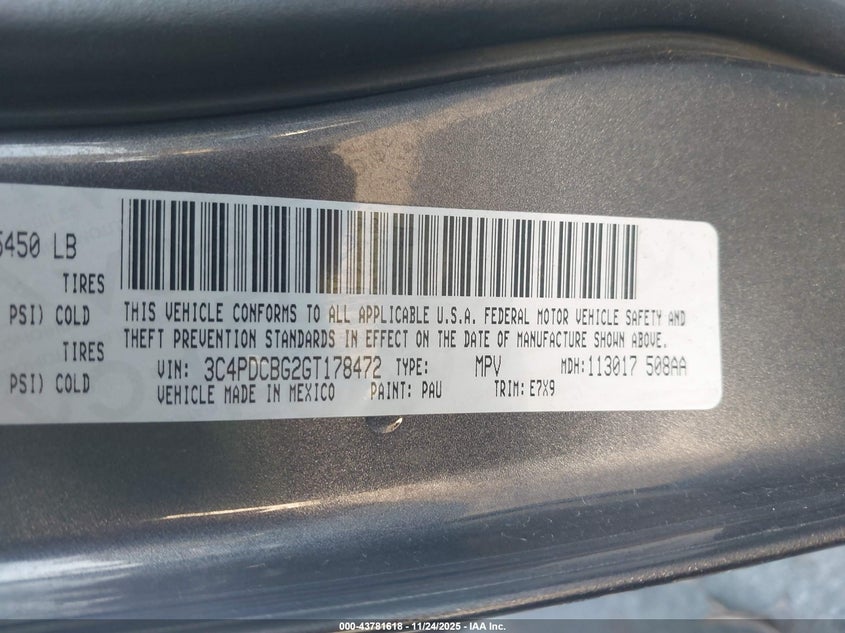 5450 LB
TIRES
PSI) COLD
TIRES
PSI) COLD
THIS VEHICLE CONFORMS TO ALL APPLICABLE U.S.A. FEDERAL MOTOR VEHICLE SAFETY AND
THEFT PREVENTION STANDARDS IN EFFECT ON THE DATE OF MANUFACTURE SHOWN ABOVE.
VIN: 3C4PDCBG2GT178472 TYPE: MPV MDH:113017 508AA
VEHICLE MADE IN MEXICO PAINT: PAU TRIM: E7X9
000-43781618 - 11/24/2025 - IAA Inc.